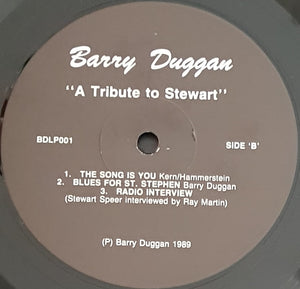 Barry Duggan
"A Tribute to Stewart"
BDLP001 SIDE 'B'
1. THE SONG IS YOU Kern/Hammerstein
2. BLUES FOR ST. STEPHEN Barry Duggan
3. RADIO INTERVIEW
(Stewart Speer interviewed by Ray Martin)
(P) Barry Duggan 1989